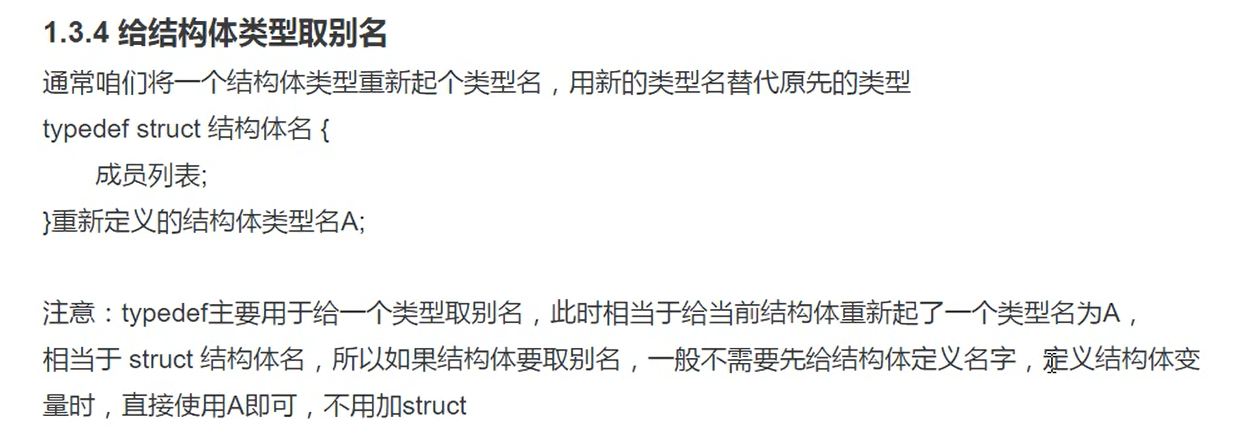 1.3.4 给结构体类型取别名
通常咱们将一个结构体类型重新起个类型名，用新的类型名替代原先的类型
typedef struct 结构体名 {
成员列表;
}重新定义的结构体类型名A;
注意：typedef主要用于给一个类型取别名，此时相当于给当前结构体重新起了一个类型名为A，
相当于 struct 结构体名，所以如果结构体要取别名，一般不需要先给结构体定义名字，定义结构体变
量时，直接使用A即可，不用加struct